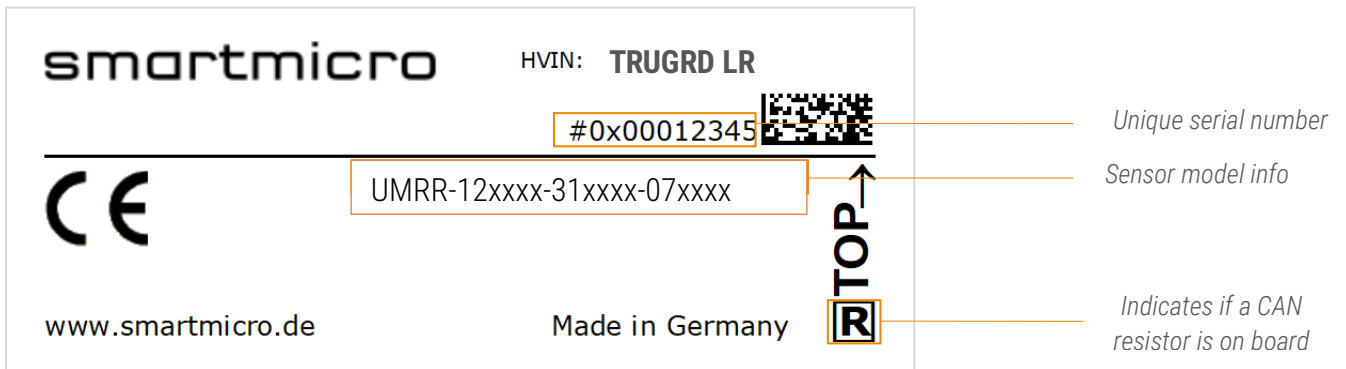 smartmicro
HVIN: TRUGRD LR
#0x00012345
Unique serial number
UMRR-12xxxx-31xxxx-07xxxx
Sensor model info
CE
TOP→
www.smartmicro.de
Made in Germany
R
Indicates if a CAN
resistor is on board